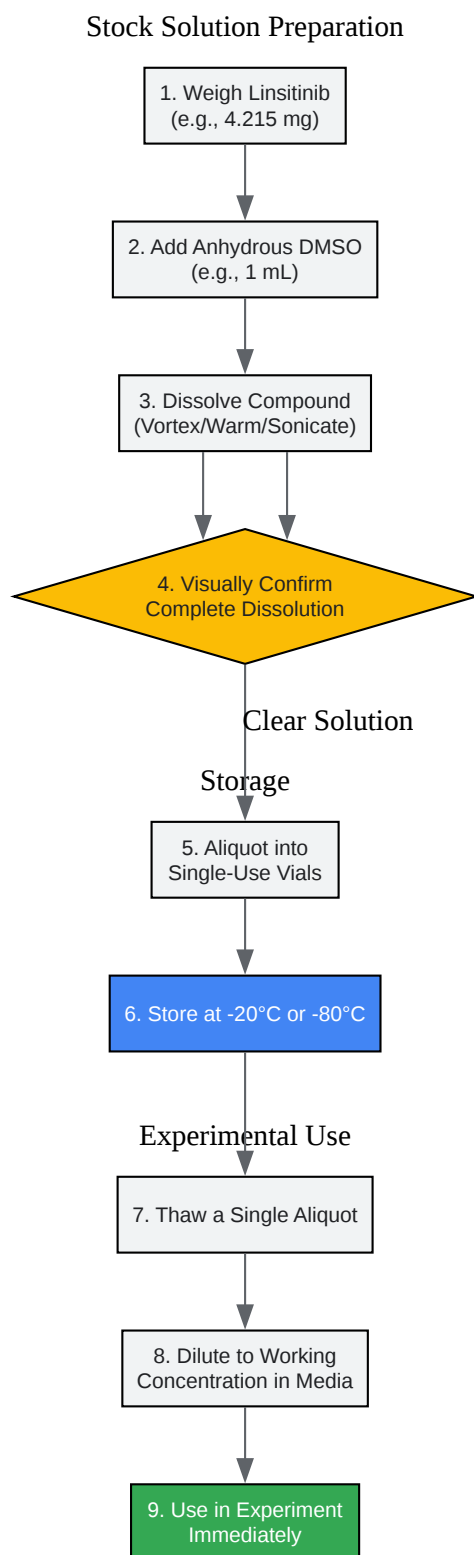 Stock Solution Preparation
1. Weigh Linsitinib
(e.g., 4.215 mg)
2. Add Anhydrous DMSO
(e.g., 1 mL)
3. Dissolve Compound
(Vortex/Warm/Sonicate)
4. Visually Confirm
Complete Dissolution
Clear Solution
Storage
5. Aliquot into
Single-Use Vials
6. Store at -20°C or -80°C
Experimental Use
7. Thaw a Single Aliquot
8. Dilute to Working
Concentration in Media
9. Use in Experiment
Immediately